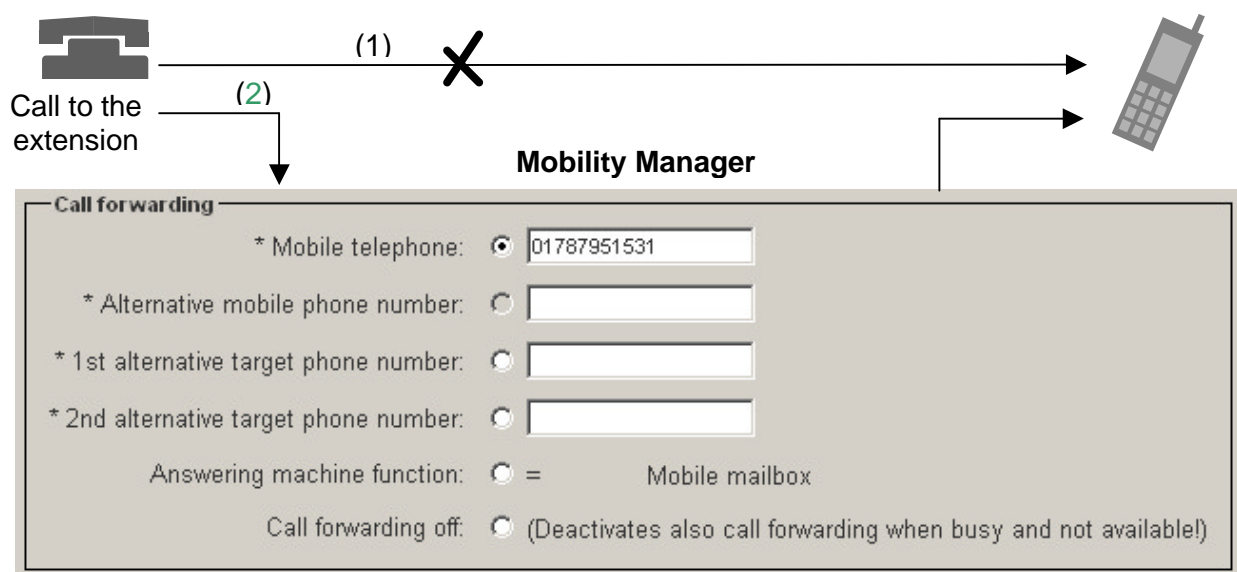 (1)
(2)
Call to the
extension
Mobility Manager
Call forwarding
* Mobile telephone: 01787951531
* Alternative mobile phone number:
* 1st alternative target phone number:
* 2nd alternative target phone number:
Answering machine function: = Mobile mailbox
Call forwarding off: (Deactivates also call forwarding when busy and not available!)